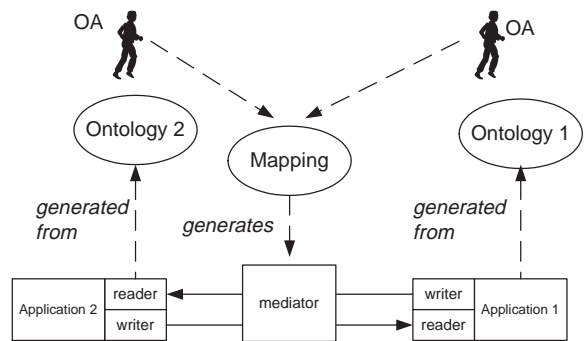 OA
OA
Ontology 2
Mapping
Ontology 1
generated
from
generates
generated
from
Application 2
reader
writer
mediator
writer
reader
Application 1